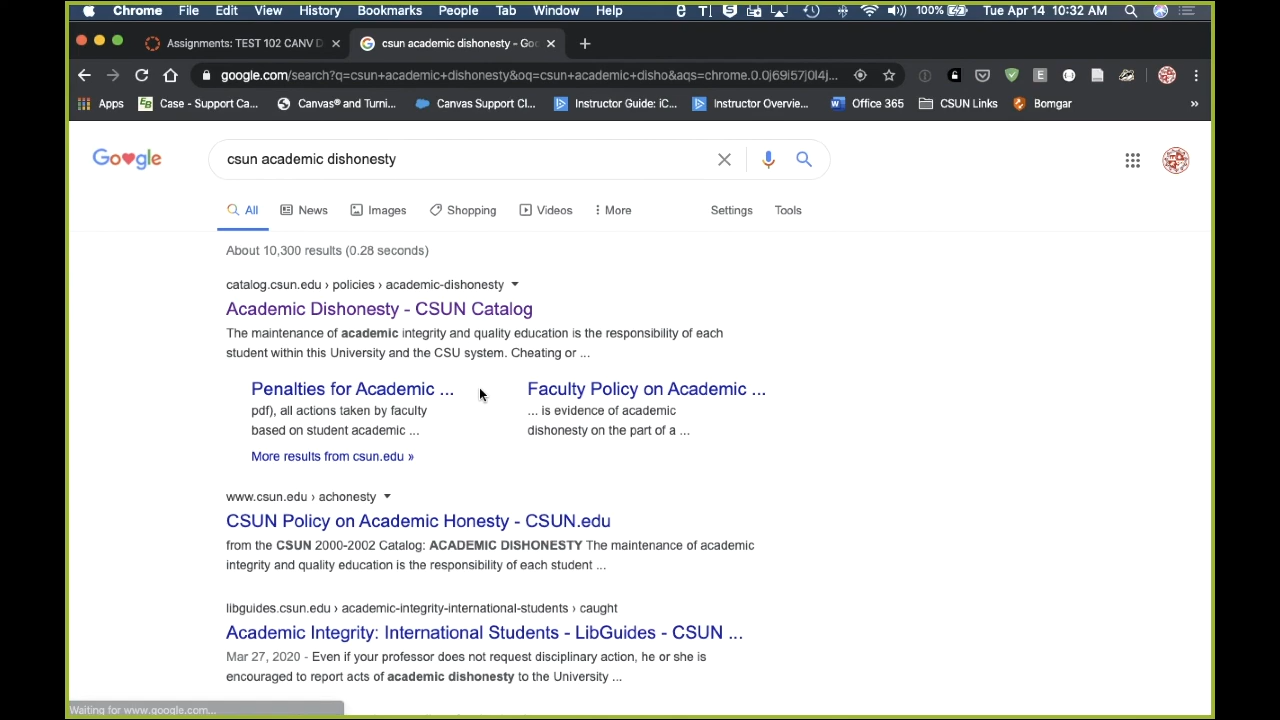 Chrome File Edit View History Bookmarks People Tab Window Help 100% Tue Apr 14 10:32 AM
Assignments: TEST 102 CANV D csun academic dishonesty - Goo
google.com/search?q=csun+academic+dishonesty&oq=csun+academic+disho&aqs=chrome.0.0j69i57j0l4j...
Apps Case - Support Ca... Canvas® and Turni... Canvas Support Cl... Instructor Guide: iC... Instructor Overvie... Office 365 CSUN Links Bomgar »
Google csun academic dishonesty
All News Images Shopping Videos More Settings Tools
About 10,300 results (0.28 seconds)
catalog.csun.edu › policies › academic-dishonesty
Academic Dishonesty - CSUN Catalog
The maintenance of academic integrity and quality education is the responsibility of each
student within this University and the CSU system. Cheating or ...
Penalties for Academic ...
pdf), all actions taken by faculty
based on student academic ...
Faculty Policy on Academic ...
... is evidence of academic
dishonesty on the part of a ...
More results from csun.edu »
www.csun.edu › achonesty
CSUN Policy on Academic Honesty - CSUN.edu
from the CSUN 2000-2002 Catalog: ACADEMIC DISHONESTY The maintenance of academic
integrity and quality education is the responsibility of each student ...
libguides.csun.edu › academic-integrity-international-students › caught
Academic Integrity: International Students - LibGuides - CSUN ...
Mar 27, 2020 - Even if your professor does not request disciplinary action, he or she is
encouraged to report acts of academic dishonesty to the University ...
Waiting for www.google.com...